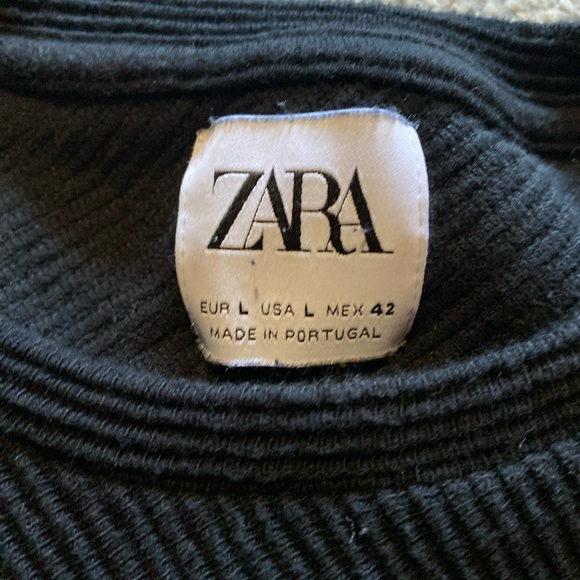 ZARA
EUR L USA L MEX 42
MADE IN PORTUGAL